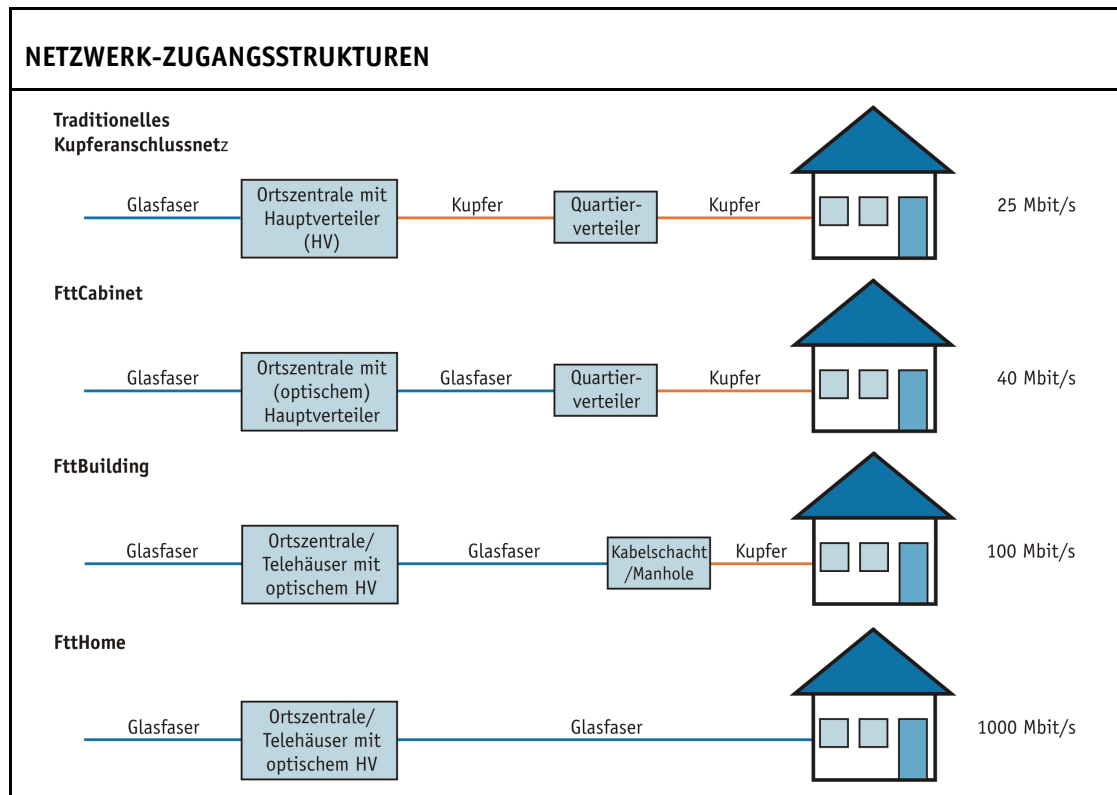 NETZWERK-ZUGANGSSTRUKTUREN
Traditionelles
Kupferanschlussnetz
Glasfaser
Ortszentrale mit
Hauptverteiler
(HV)
Kupfer
Quartier-
verteiler
Kupfer
25 Mbit/s
FttCabinet
Glasfaser
Ortszentrale mit
(optischem)
Hauptverteiler
Glasfaser
Quartier-
verteiler
Kupfer
40 Mbit/s
FttBuilding
Glasfaser
Ortszentrale/
Telehäuser mit
optischem HV
Glasfaser
Kabelschacht
/Manhole
Kupfer
100 Mbit/s
FttHome
Glasfaser
Ortszentrale/
Telehäuser mit
optischem HV
Glasfaser
1000 Mbit/s